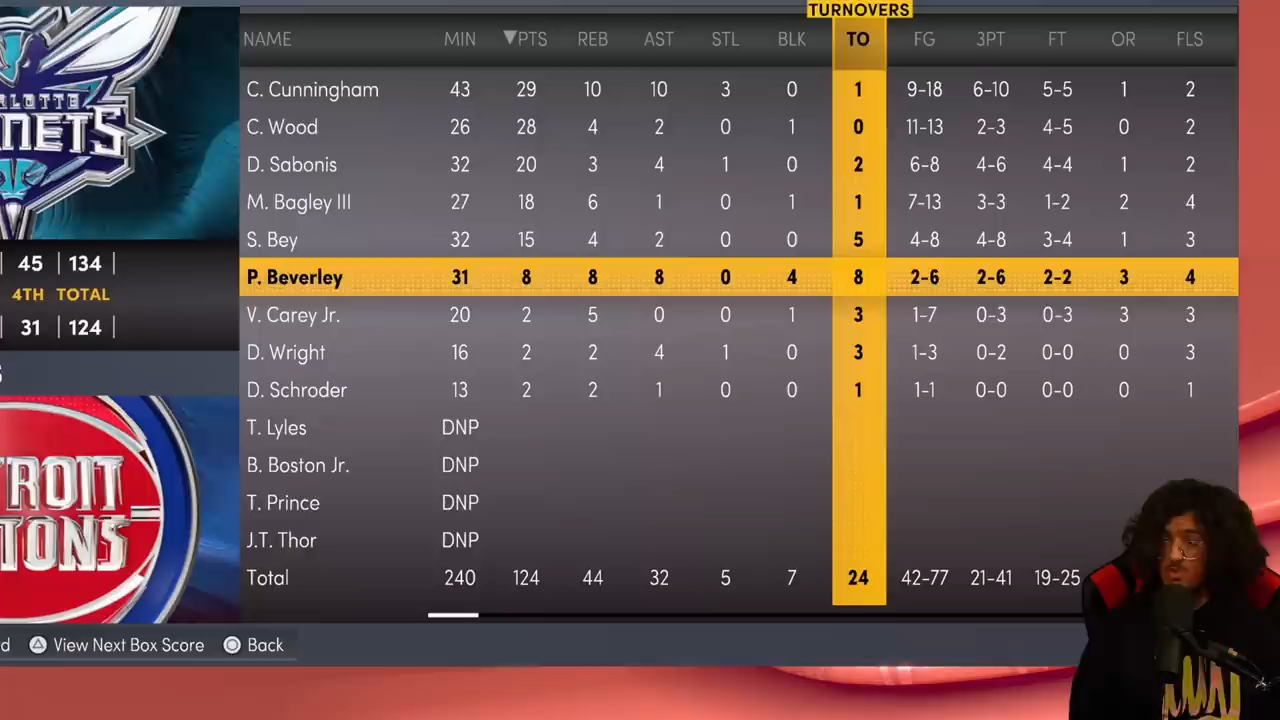 TURNOVERS
NAME MIN ▼PTS REB AST STL BLK TO FG 3PT FT OR FLS
C. Cunningham 43 29 10 10 3 0 1 9-18 6-10 5-5 1 2
C. Wood 26 28 4 2 0 1 0 11-13 2-3 4-5 0 2
D. Sabonis 32 20 3 4 1 0 2 6-8 4-6 4-4 1 2
M. Bagley III 27 18 6 1 0 1 1 7-13 3-3 1-2 2 4
S. Bey 32 15 4 2 0 0 5 4-8 4-8 3-4 1 3
P. Beverley 31 8 8 8 0 4 8 2-6 2-6 2-2 3 4
V. Carey Jr. 20 2 5 0 0 1 3 1-7 0-3 0-3 3 3
D. Wright 16 2 2 4 1 0 3 1-3 0-2 0-0 0 3
D. Schroder 13 2 2 1 0 0 1 1-1 0-0 0-0 0 1
T. Lyles DNP
B. Boston Jr. DNP
T. Prince DNP
J.T. Thor DNP
Total 240 124 44 32 5 7 24 42-77 21-41 19-25
ARLOTTE
RNETS
45 134
4TH TOTAL
31 124
TROIT
TONS
d View Next Box Score Back